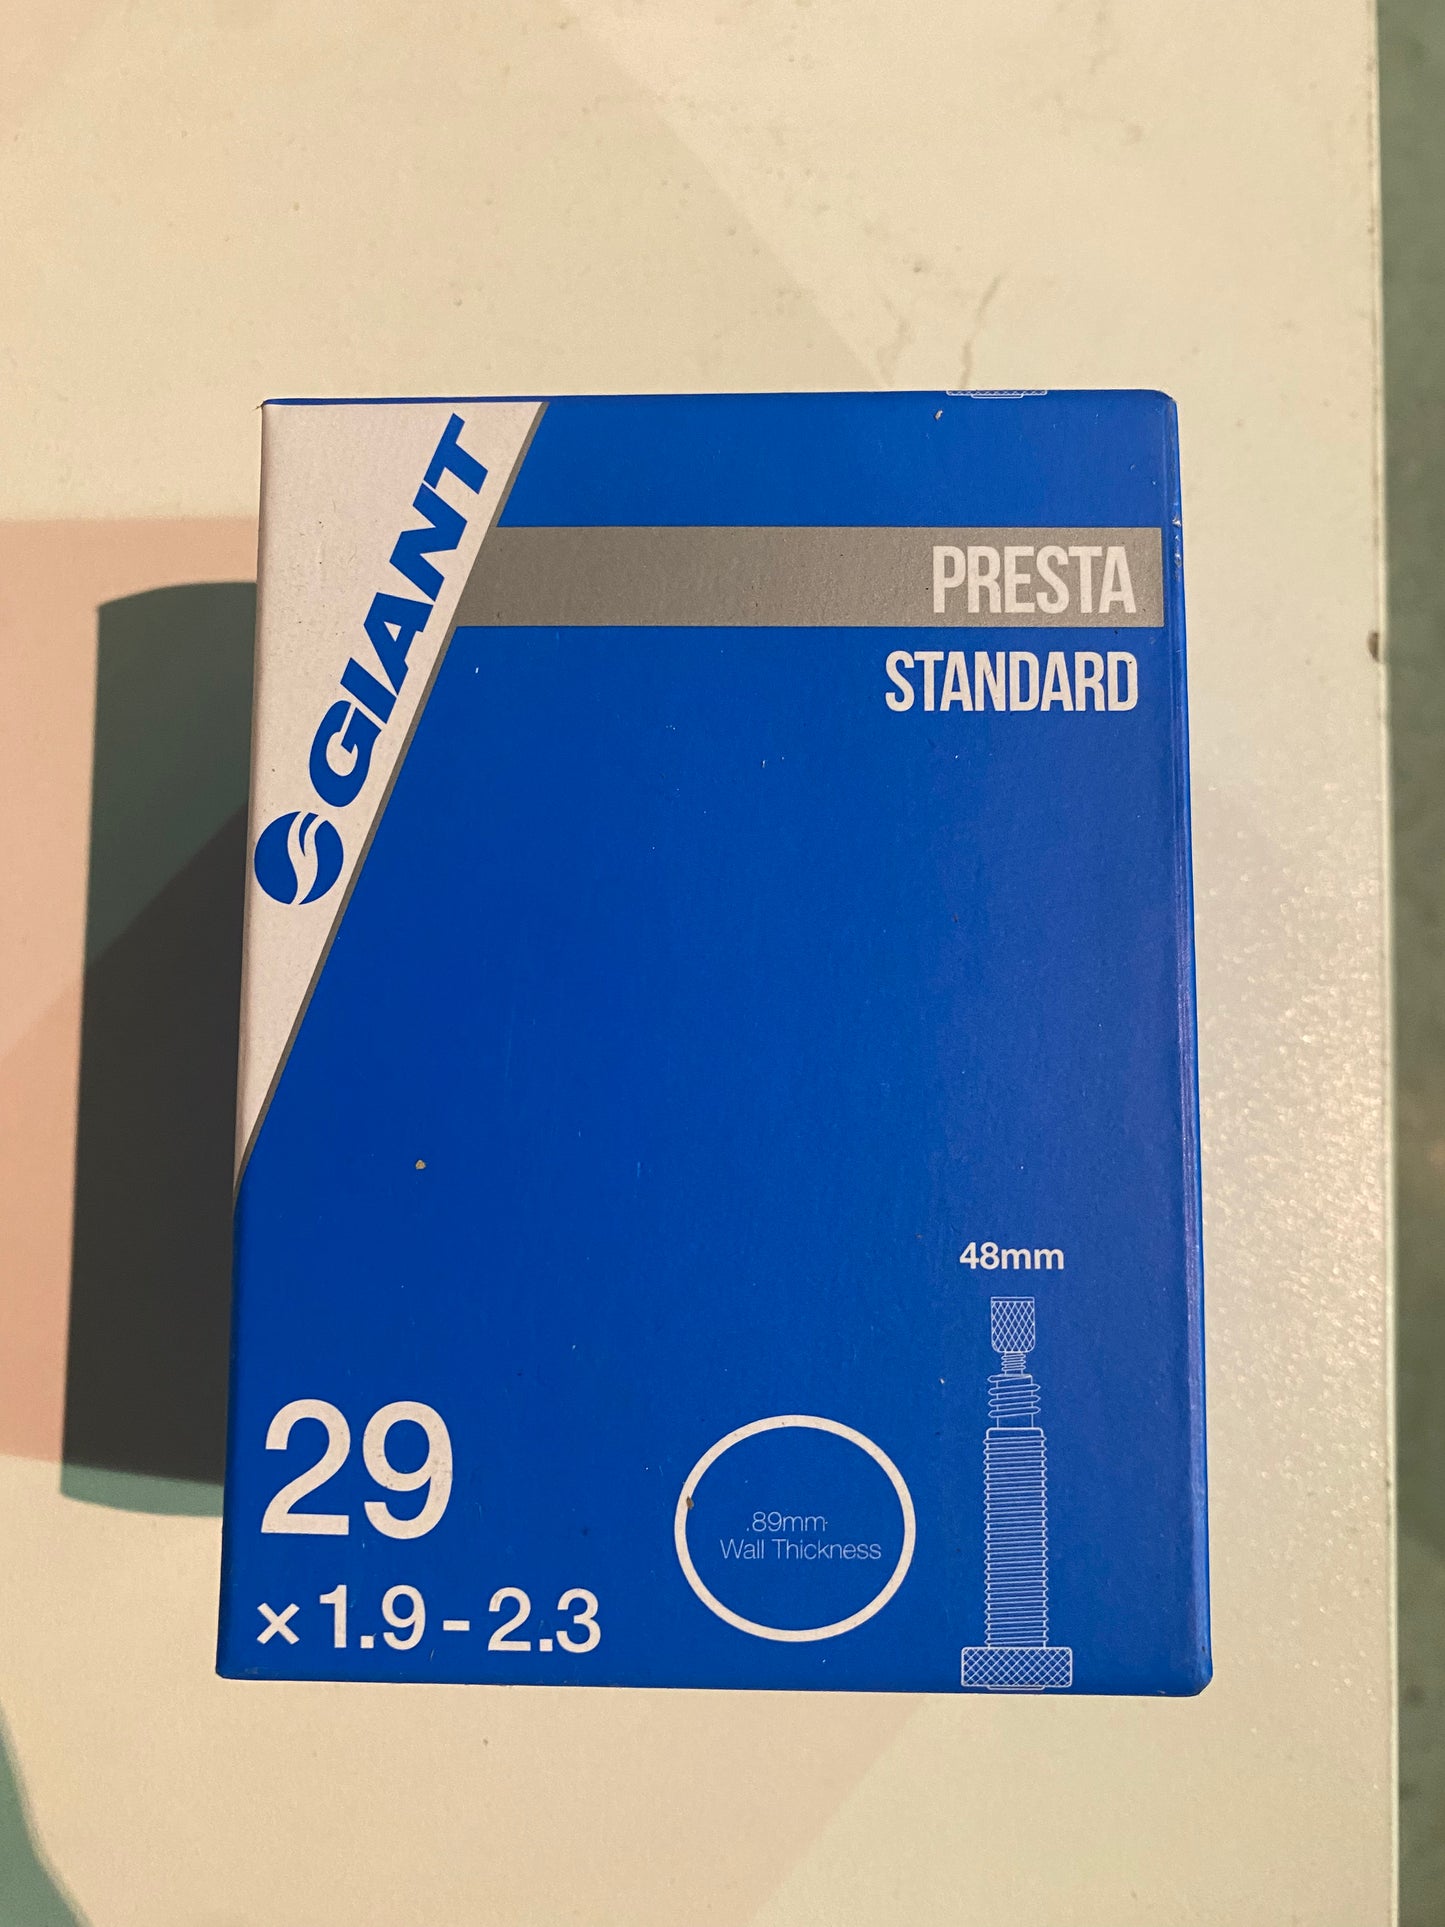 GIANT
PRESTA
STANDARD
48mm
29
× 1.9 - 2.3
.89mm
Wall Thickness